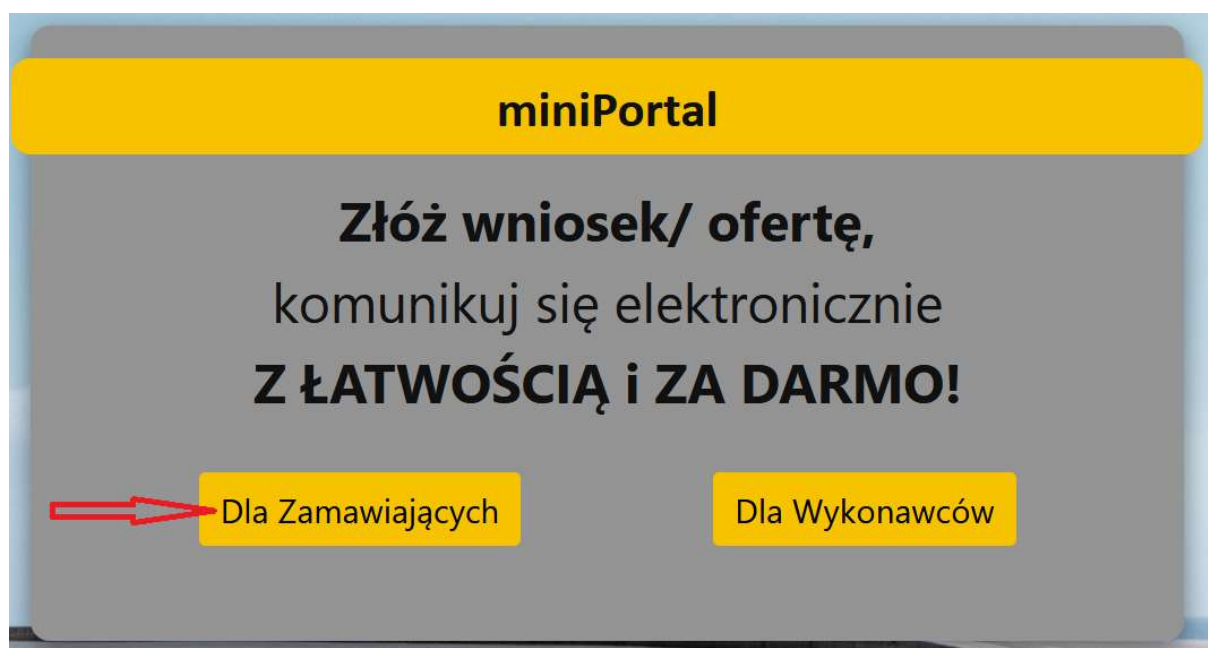 miniPortal
Złóż wniosek/ ofertę,
komunikuj się elektronicznie
Z ŁATWOŚCIĄ i ZA DARMO!
Dla Zamawiających
Dla Wykonawców